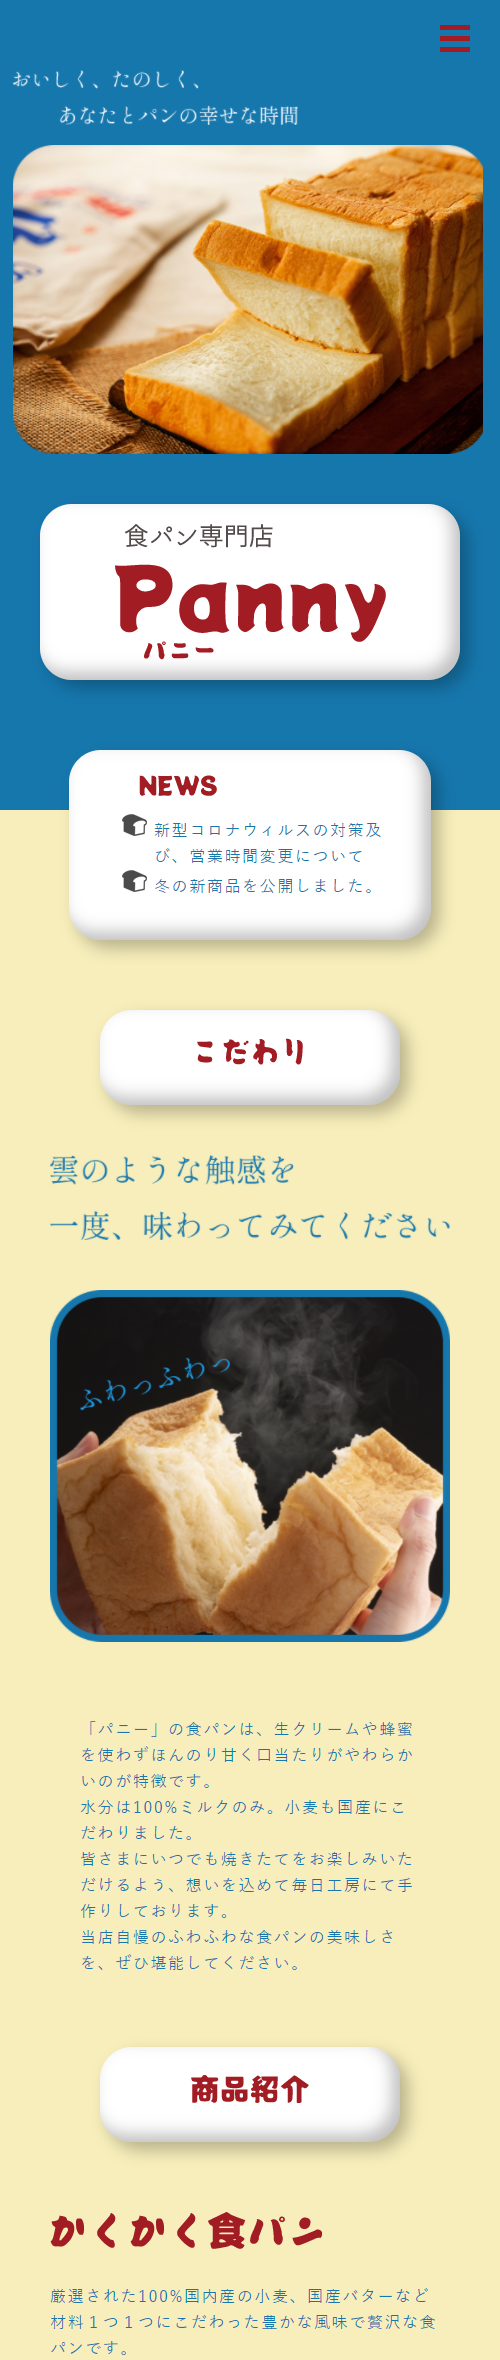 おいしく、たのしく、
あなたとパンの幸せな時間
食パン専門店
Panny
パニー
NEWS
新型コロナウィルスの対策及
び、営業時間変更について
冬の新商品を公開しました。
こだわり
雲のような触感を
一度、味わってみてください
ふわっふわっ
「パニー」の食パンは、生クリームや蜂蜜
を使わずほんのり甘く口当たりがやわらか
いのが特徴です。
水分は100%ミルクのみ。小麦も国産にこ
だわりました。
皆さまにいつでも焼きたてをお楽しみいた
だけるよう、想いを込めて毎日工房にて手
作りしております。
当店自慢のふわふわな食パンの美味しさ
を、ぜひ堪能してください。
商品紹介
かくかく食パン
厳選された100%国内産の小麦、国産バターなど
材料１つ１つにこだわった豊かな風味で贅沢な食
パンです。